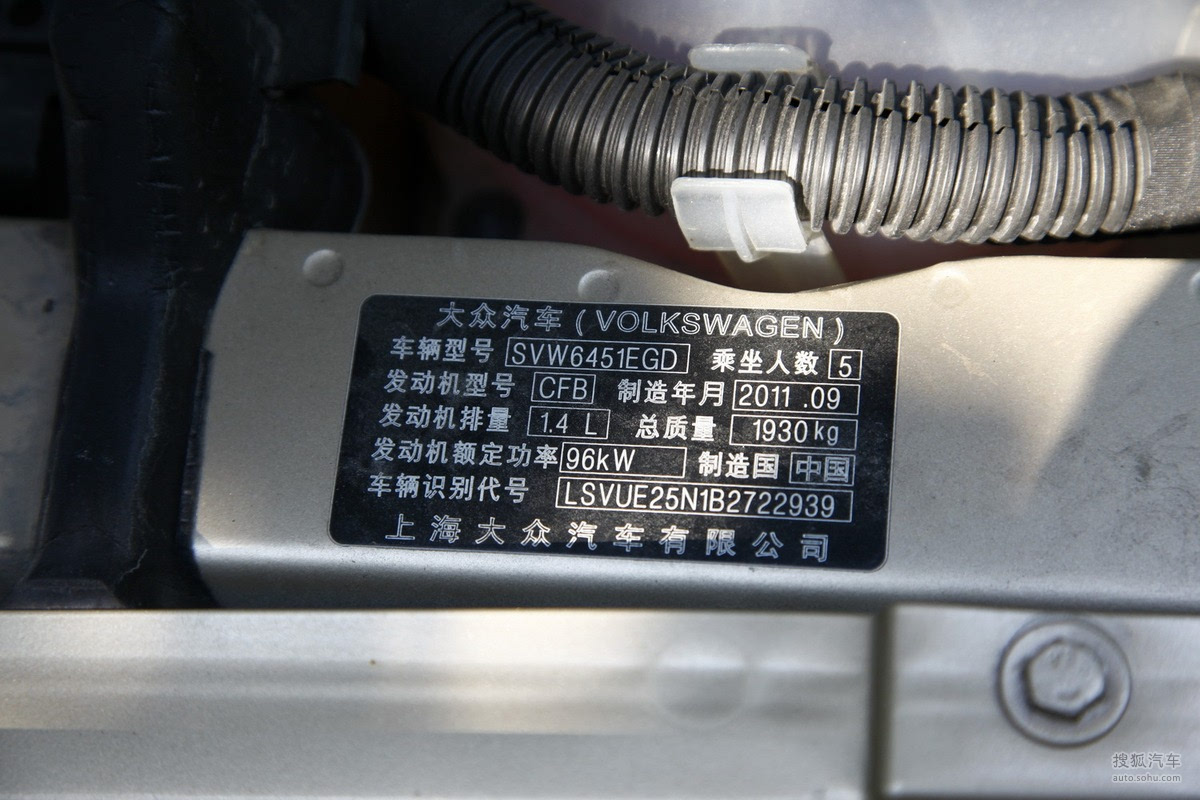 大众汽车 (VOLKSWAGEN)
车辆型号 SVW6451EGD 乘坐人数 5
发动机型号 CFB 制造年月 2011 .09
发动机排量 1.4 L 总质量 1930 kg
发动机额定功率 96kW 制造国 中国
车辆识别代号 LSVUE25N1B2722939
上海大众汽车有限公司
搜狐汽车
auto.sohu.com